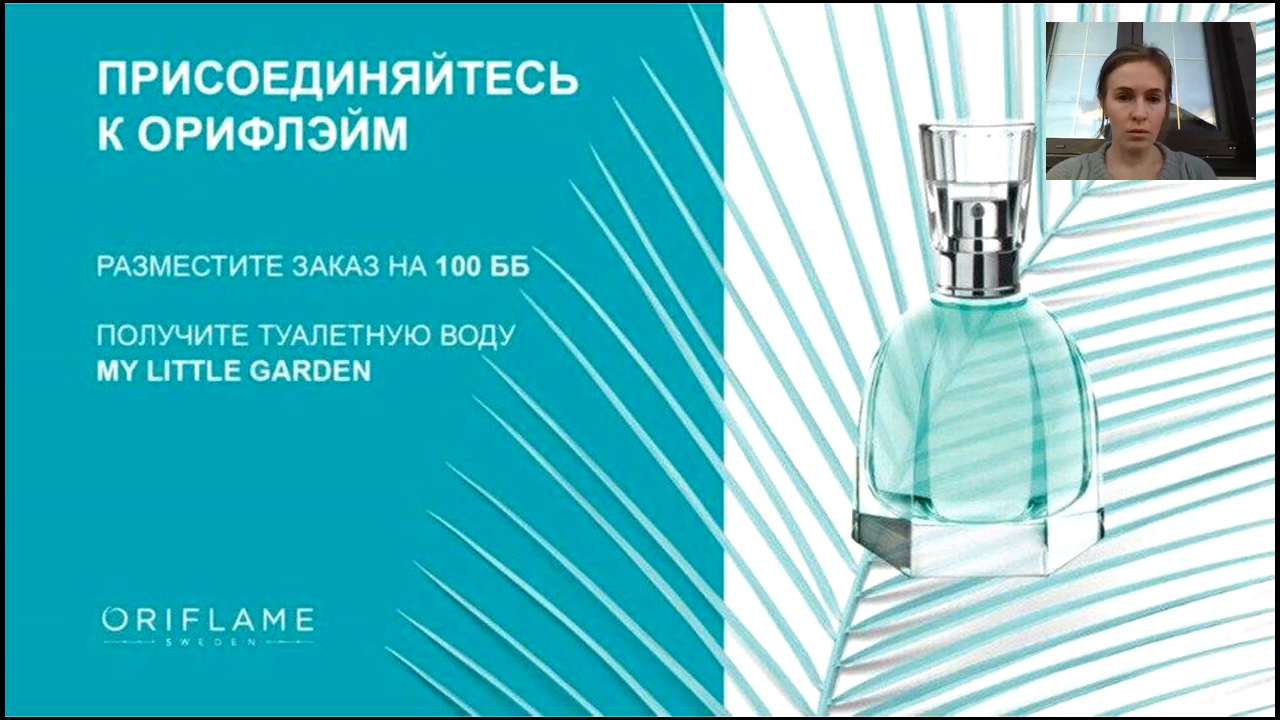 ПРИСОЕДИНЯЙТЕСЬ
К ОРИФЛЭЙМ
РАЗМЕСТИТЕ ЗАКАЗ НА 100 ББ
ПОЛУЧИТЕ ТУАЛЕТНУЮ ВОДУ
MY LITTLE GARDEN
ORIFLAME
SWEDEN